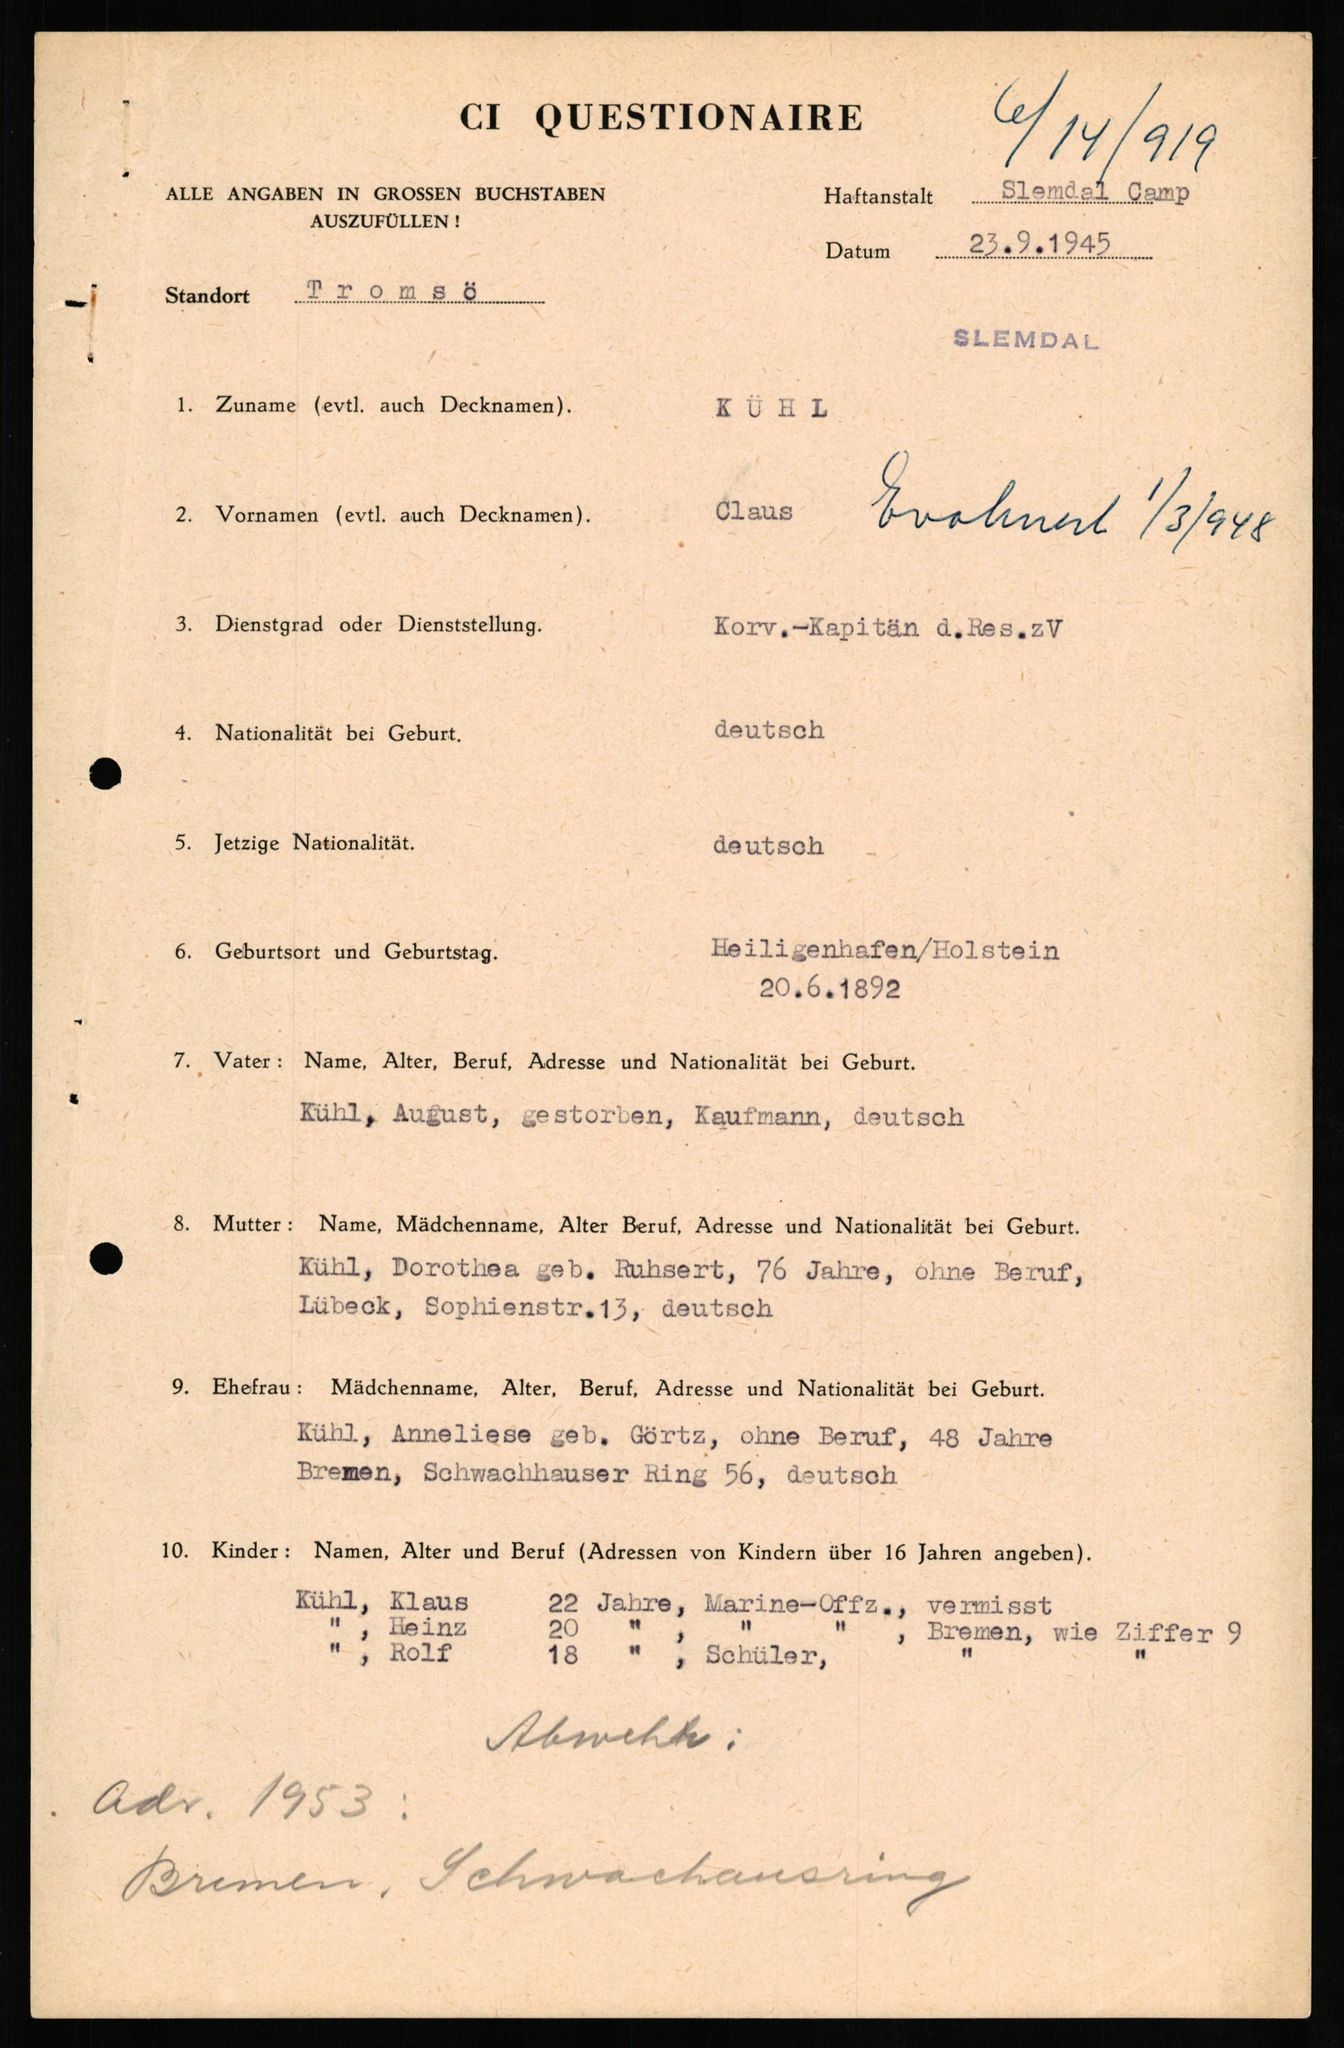 CI QUESTIONAIRE
6/14/919
ALLE ANGABEN IN GROSSEN BUCHSTABEN
AUSZUFÜLLEN!
Haftanstalt Slemdal Camp
Datum 23.9.1945
Standort Tromsö
SLEMDAL
1. Zuname (evtl. auch Decknamen). KÜHL
2. Vornamen (evtl. auch Decknamen). Claus
1/3/948
3. Dienstgrad oder Dienststellung. Korv.-Kapitän d.Res.zV
4. Nationalität bei Geburt. deutsch
5. Jetzige Nationalität. deutsch
6. Geburtsort und Geburtstag. Heiligenhafen/Holstein
20.6.1892
7. Vater: Name, Alter, Beruf, Adresse und Nationalität bei Geburt.
Kühl, August, gestorben, Kaufmann, deutsch
8. Mutter: Name, Mädchenname, Alter Beruf, Adresse und Nationalität bei Geburt.
Kühl, Dorothea geb. Ruhsert, 76 Jahre, ohne Beruf,
Lübeck, Sophienstr.13, deutsch
9. Ehefrau: Mädchenname, Alter, Beruf, Adresse und Nationalität bei Geburt.
Kühl, Anneliese geb. Görtz, ohne Beruf, 48 Jahre
Bremen, Schwachhauser Ring 56, deutsch
10. Kinder: Namen, Alter und Beruf (Adressen von Kindern über 16 Jahren angeben).
Kühl, Klaus 22 Jahre, Marine-Offz., vermisst
" , Heinz 20 " , " " , Bremen, wie Ziffer 9
" , Rolf 18 " , Schüler, " "
Abwehr:
Adr. 1953:
Bremen, Schwachausring